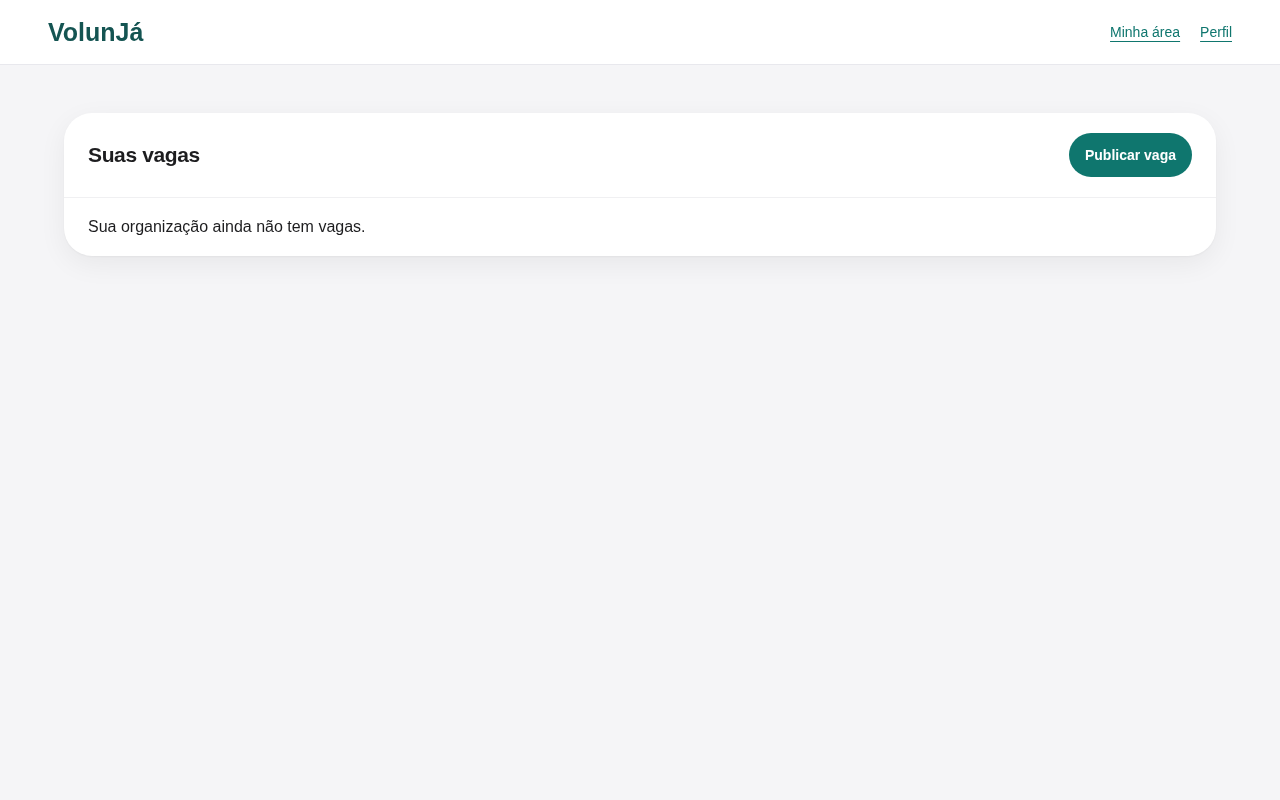 VolunJá
Minha área
Perfil
Suas vagas
Publicar vaga
Sua organização ainda não tem vagas.